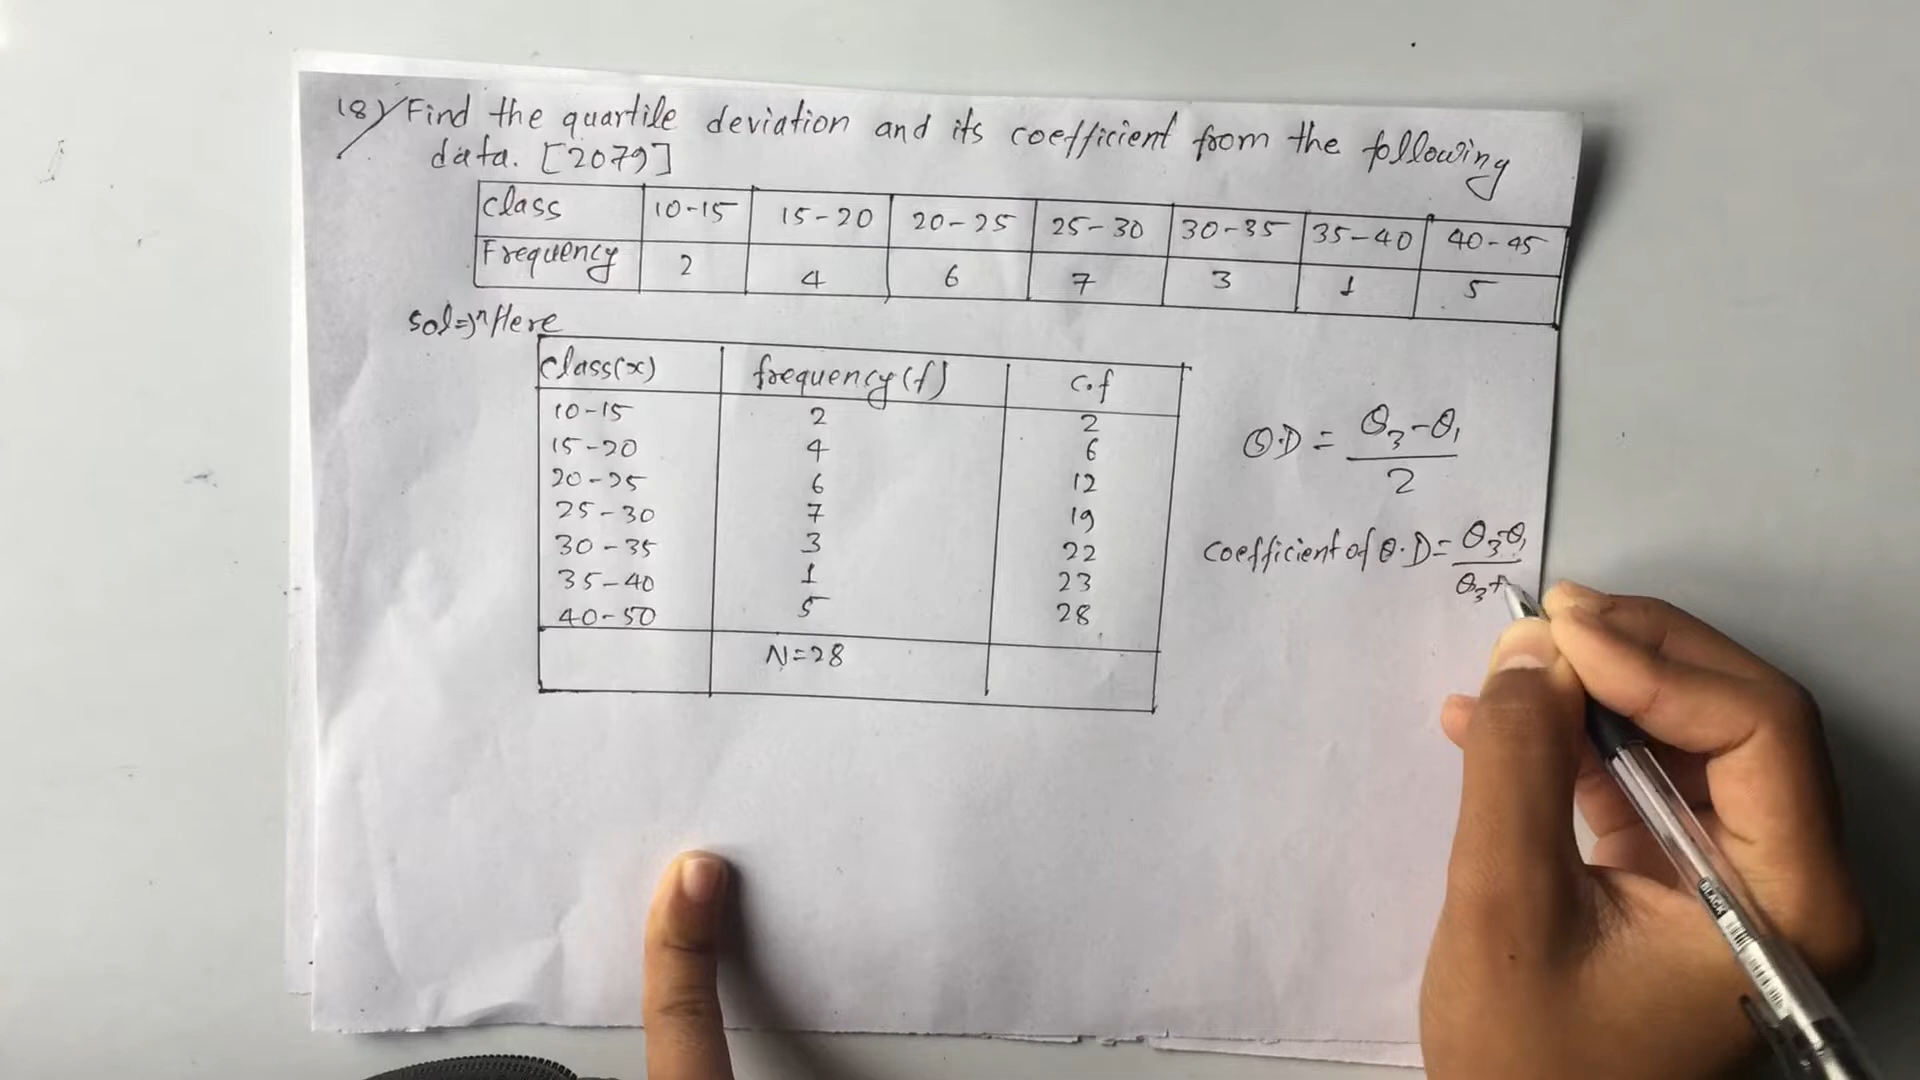 18) Find the quartile deviation and its coefficient from the following
data. [2079]
class 10-15 15-20 20-25 25-30 30-35 35-40 40-45
Frequency 2 4 6 7 3 1 5
sol=)ⁿ Here
class(x) frequency(f) c.f
10-15 2 2
15-20 4 6
20-25 6 12
25-30 7 19
30-35 3 22
35-40 1 23
40-50 5 28
N=28
Q.D = Q₃-Q₁
2
coefficient of Q.D = Q₃-Q₁
Q₃+
BLACK